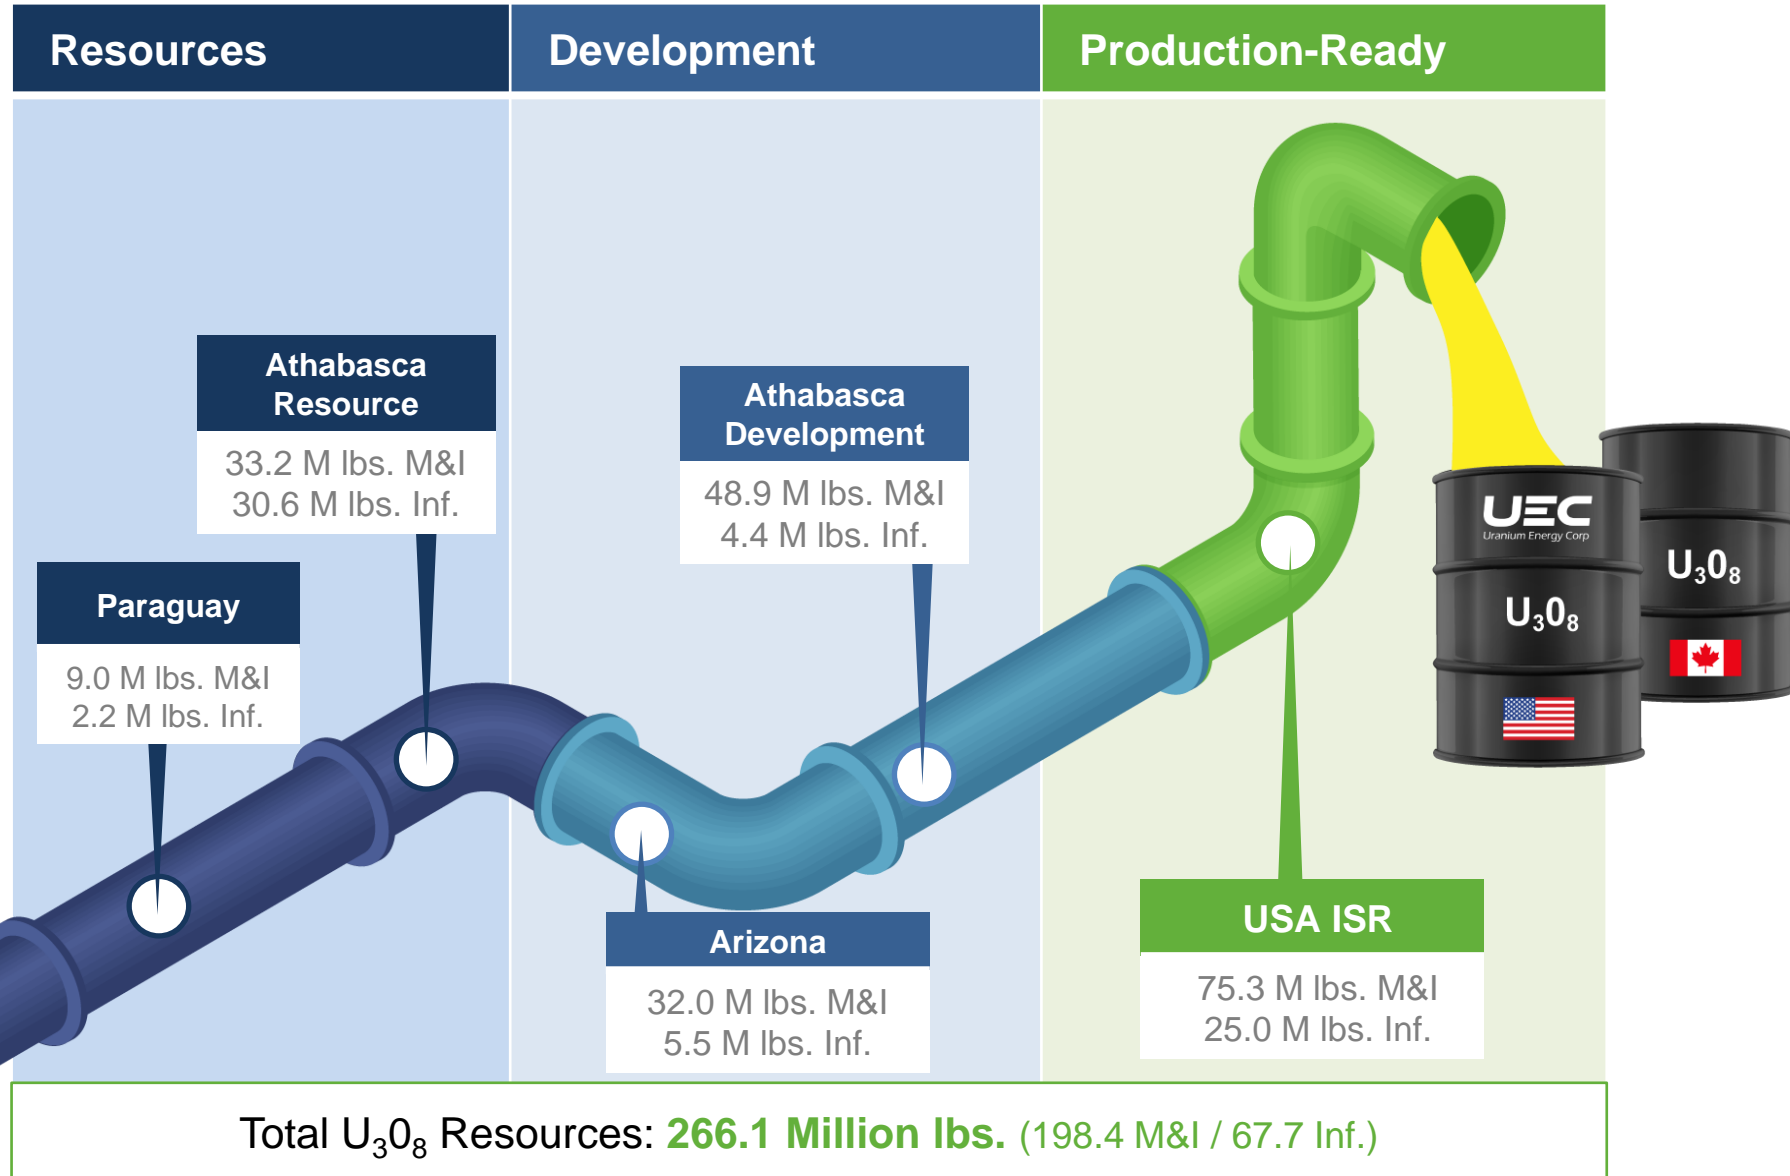 Resources
Development
Production-Ready
Athabasca
Resource
33.2 M lbs. M&I
30.6 M lbs. Inf.
Paraguay
9.0 M lbs. M&I
2.2 M lbs. Inf.
Athabasca
Development
48.9 M lbs. M&I
4.4 M lbs. Inf.
Arizona
32.0 M lbs. M&I
5.5 M lbs. Inf.
USA ISR
75.3 M lbs. M&I
25.0 M lbs. Inf.
UEC
Uranium Energy Corp
U₃0₈
U₃0₈
Total U₃0₈ Resources: 266.1 Million lbs. (198.4 M&I / 67.7 Inf.)